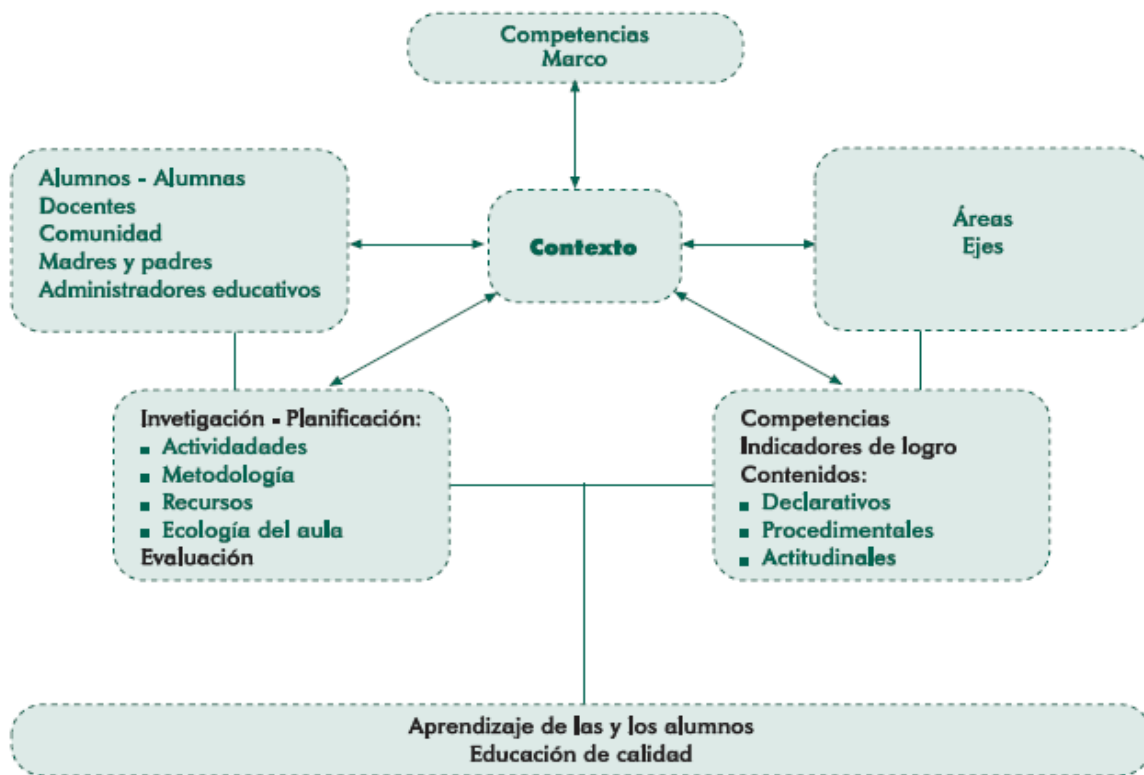 Competencias
Marco
Alumnos - Alumnas
Docentes
Comunidad
Madres y padres
Administradores educativos
Contexto
Áreas
Ejes
Invetigación - Planificación:
▪ Actividadades
▪ Metodología
▪ Recursos
▪ Ecología del aula
Evaluación
Competencias
Indicadores de logro
Contenidos:
▪ Declarativos
▪ Procedimentales
▪ Actitudinales
Aprendizaje de las y los alumnos
Educación de calidad